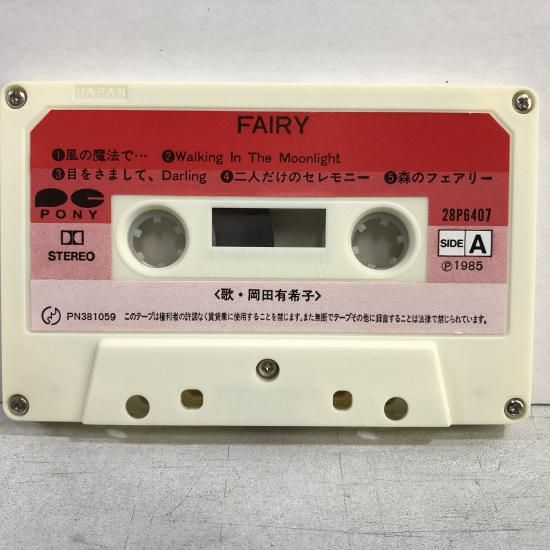 JAPAN
FAIRY
❶風の魔法で… ❷Walking In The Moonlight
❸目をさまして、Darling ❹二人だけのセレモニー ❺森のフェアリー
PONY
28P6407
STEREO
SIDE A
Ⓟ1985
〈歌・岡田有希子〉
PN381059 このテープは権利者の許諾なく賃貸業に使用することを禁じます。また無断でテープその他に録音することは法律で禁じられています。